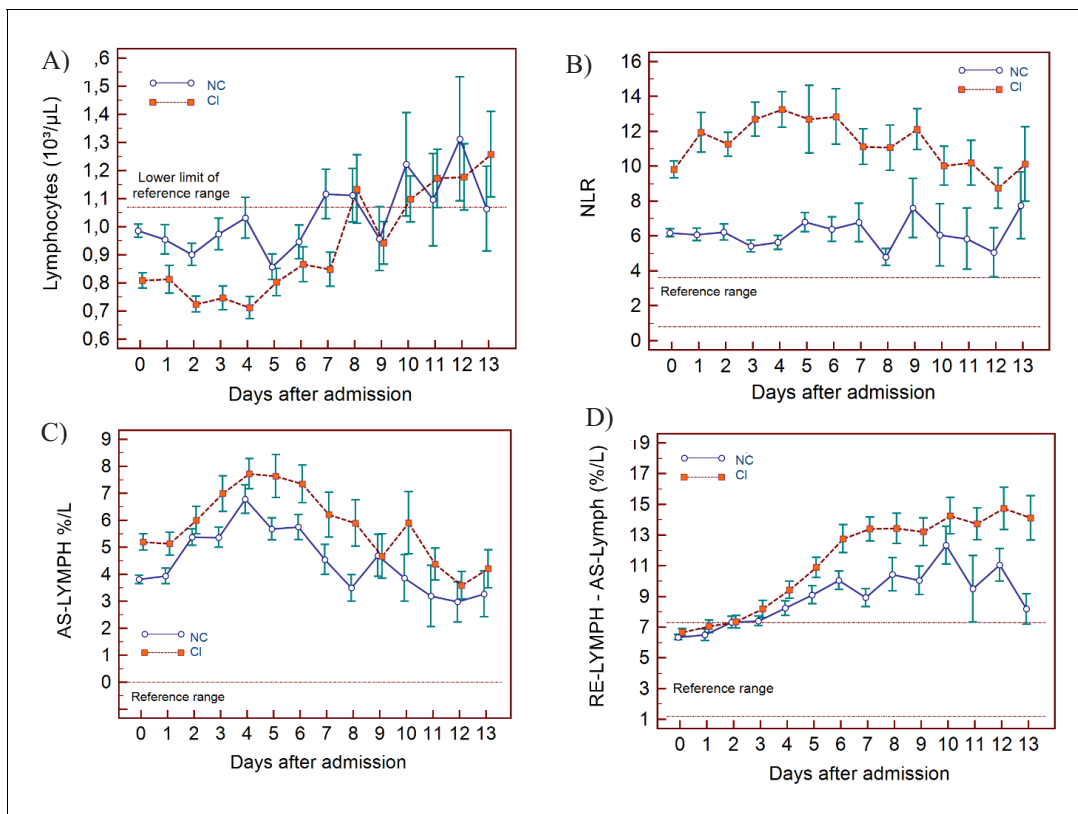 A)
Lymphocytes (10³/µL)
1,6
1,5
1,4
1,3
1,2
1,1
1,0
0,9
0,8
0,7
0,6
NC
CI
Lower limit of
reference range
0 1 2 3 4 5 6 7 8 9 10 11 12 13
Days after admission
B)
NLR
16
14
12
10
8
6
4
2
0
NC
CI
Reference range
0 1 2 3 4 5 6 7 8 9 10 11 12 13
Days after admission
C)
AS-LYMPH %/L
9
8
7
6
5
4
3
2
1
0
NC
CI
Reference range
0 1 2 3 4 5 6 7 8 9 10 11 12 13
Days after admission
D)
RE-LYMPH - AS-Lymph (%/L)
19
17
15
13
11
9
7
5
3
1
NC
CI
Reference range
0 1 2 3 4 5 6 7 8 9 10 11 12 13
Days after admission